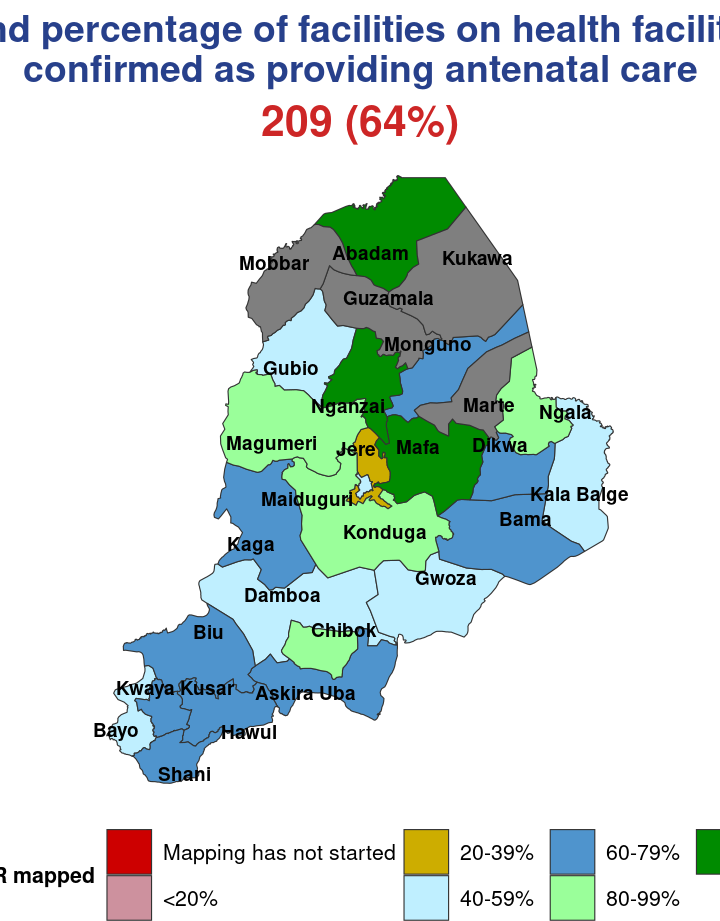 nd percentage of facilities on health facilit
confirmed as providing antenatal care
209 (64%)
Abadam
Mobbar
Kukawa
Guzamala
Monguno
Gubio
Nganzai
Marte
Ngala
Magumeri
Jere
Mafa
Dikwa
Maiduguri
Kala Balge
Konduga
Bama
Kaga
Gwoza
Damboa
Biu
Chibok
Kwaya Kusar
Askira Uba
Bayo
Hawul
Shani
R mapped
Mapping has not started
<20%
20-39%
40-59%
60-79%
80-99%